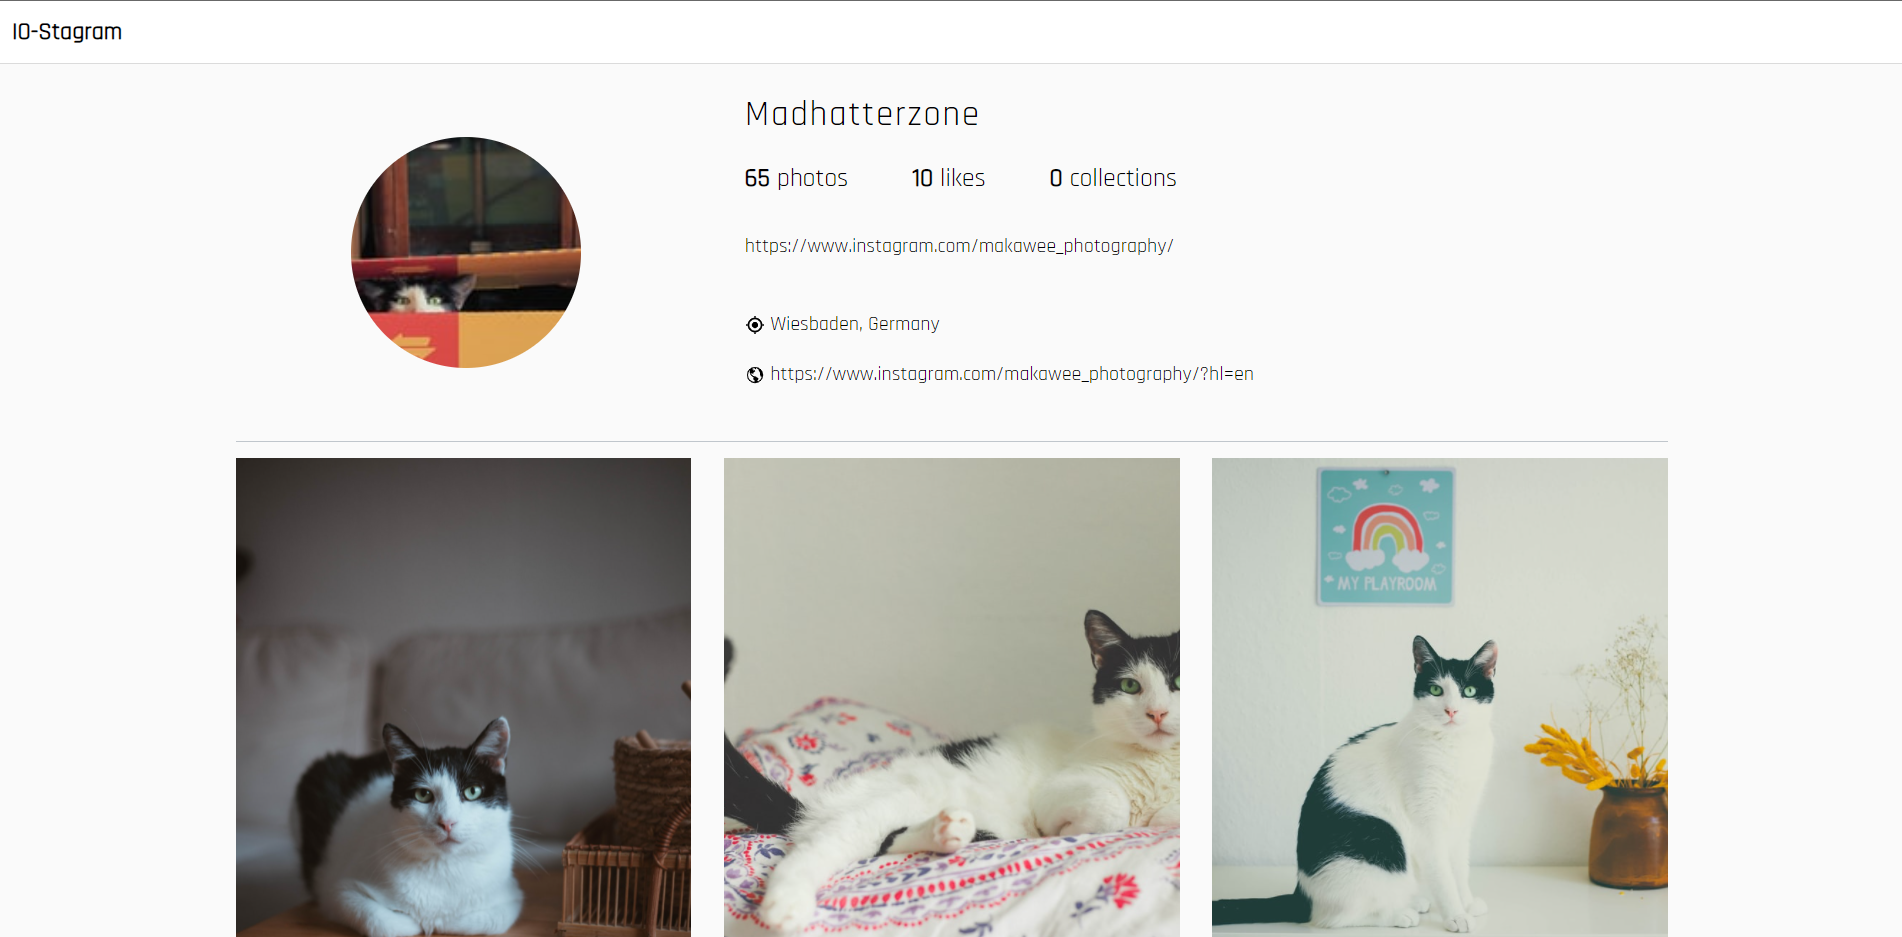 IO-Stagram
Madhatterzone
65 photos 10 likes 0 collections
https://www.instagram.com/makawee_photography/
Wiesbaden, Germany
https://www.instagram.com/makawee_photography/?hl=en
MY PLAYROOM